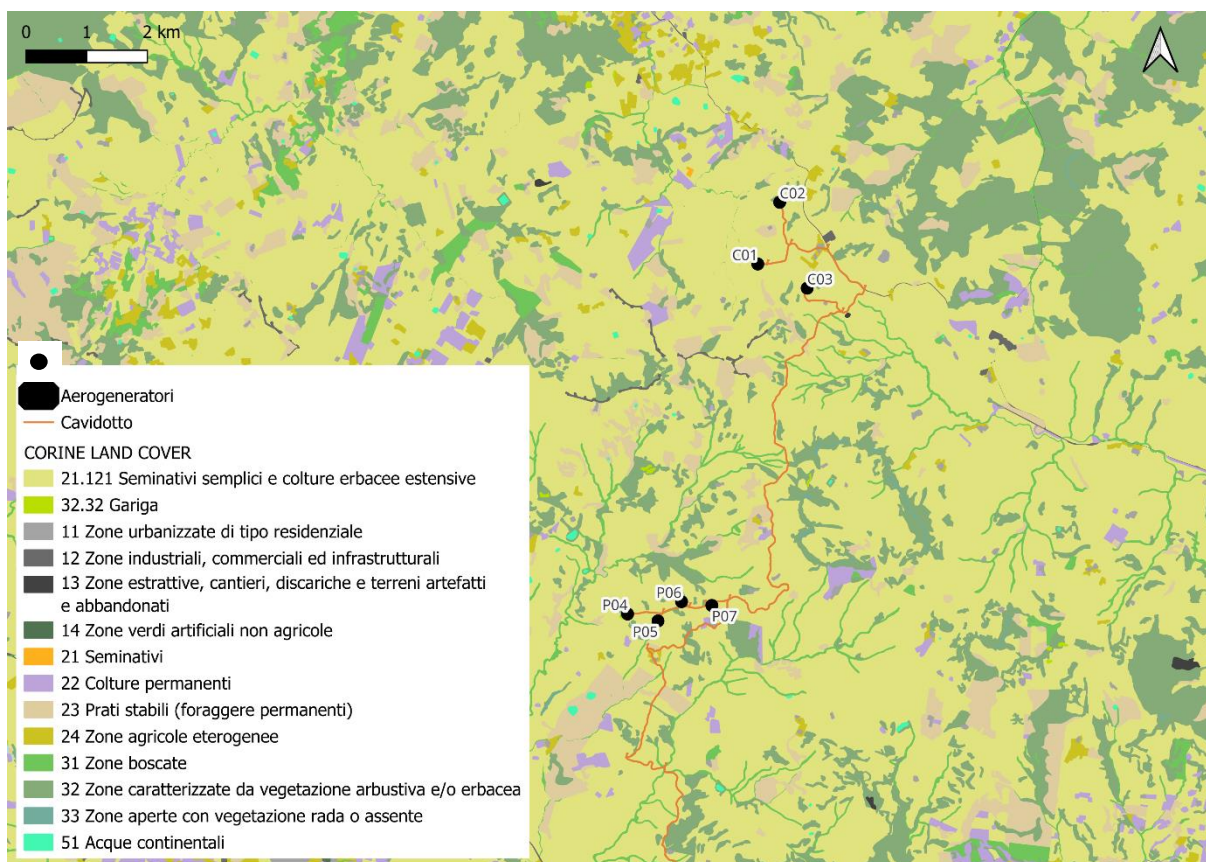 0 1 2 km
C02
C01
C03
P06
P04
P07
P05
Aerogeneratori
Cavidotto
CORINE LAND COVER
21.121 Seminativi semplici e colture erbacee estensive
32.32 Gariga
11 Zone urbanizzate di tipo residenziale
12 Zone industriali, commerciali ed infrastrutturali
13 Zone estrattive, cantieri, discariche e terreni artefatti
e abbandonati
14 Zone verdi artificiali non agricole
21 Seminativi
22 Colture permanenti
23 Prati stabili (foraggere permanenti)
24 Zone agricole eterogenee
31 Zone boscate
32 Zone caratterizzate da vegetazione arbustiva e/o erbacea
33 Zone aperte con vegetazione rada o assente
51 Acque continentali